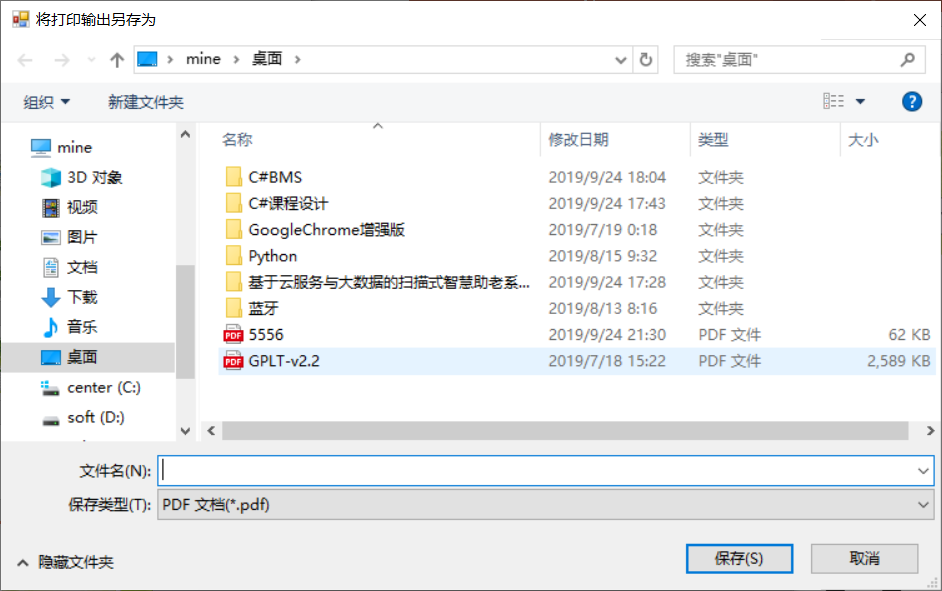 将打印输出另存为
mine 桌面
搜索"桌面"
组织 新建文件夹
名称 修改日期 类型 大小
mine
3D 对象
视频
图片
文档
下载
音乐
桌面
center (C:)
soft (D:)
C#BMS 2019/9/24 18:04 文件夹
C#课程设计 2019/9/24 17:43 文件夹
GoogleChrome增强版 2019/7/19 0:18 文件夹
Python 2019/8/15 9:32 文件夹
基于云服务与大数据的扫描式智慧助老系... 2019/9/24 17:28 文件夹
蓝牙 2019/8/13 8:16 文件夹
PDF 5556 2019/9/24 21:30 PDF 文件 62 KB
PDF GPLT-v2.2 2019/7/18 15:22 PDF 文件 2,589 KB
文件名(N):
保存类型(T): PDF 文档(*.pdf)
隐藏文件夹 保存(S) 取消